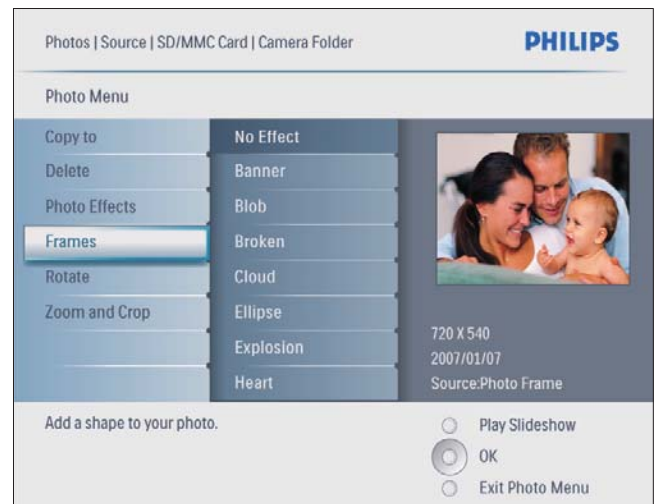 Photos | Source | SD/MMC Card | Camera Folder
PHILIPS
Photo Menu
Copy to
Delete
Photo Effects
Frames
Rotate
Zoom and Crop
No Effect
Banner
Blob
Broken
Cloud
Ellipse
Explosion
Heart
720 X 540
2007/01/07
Source:Photo Frame
Add a shape to your photo.
Play Slideshow
OK
Exit Photo Menu